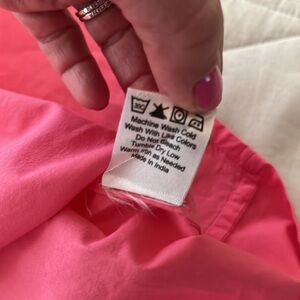 Machine Wash Cold
Wash With Like Colors
Do Not Bleach
Tumble Dry Low
Warm Iron as Needed
Made in India